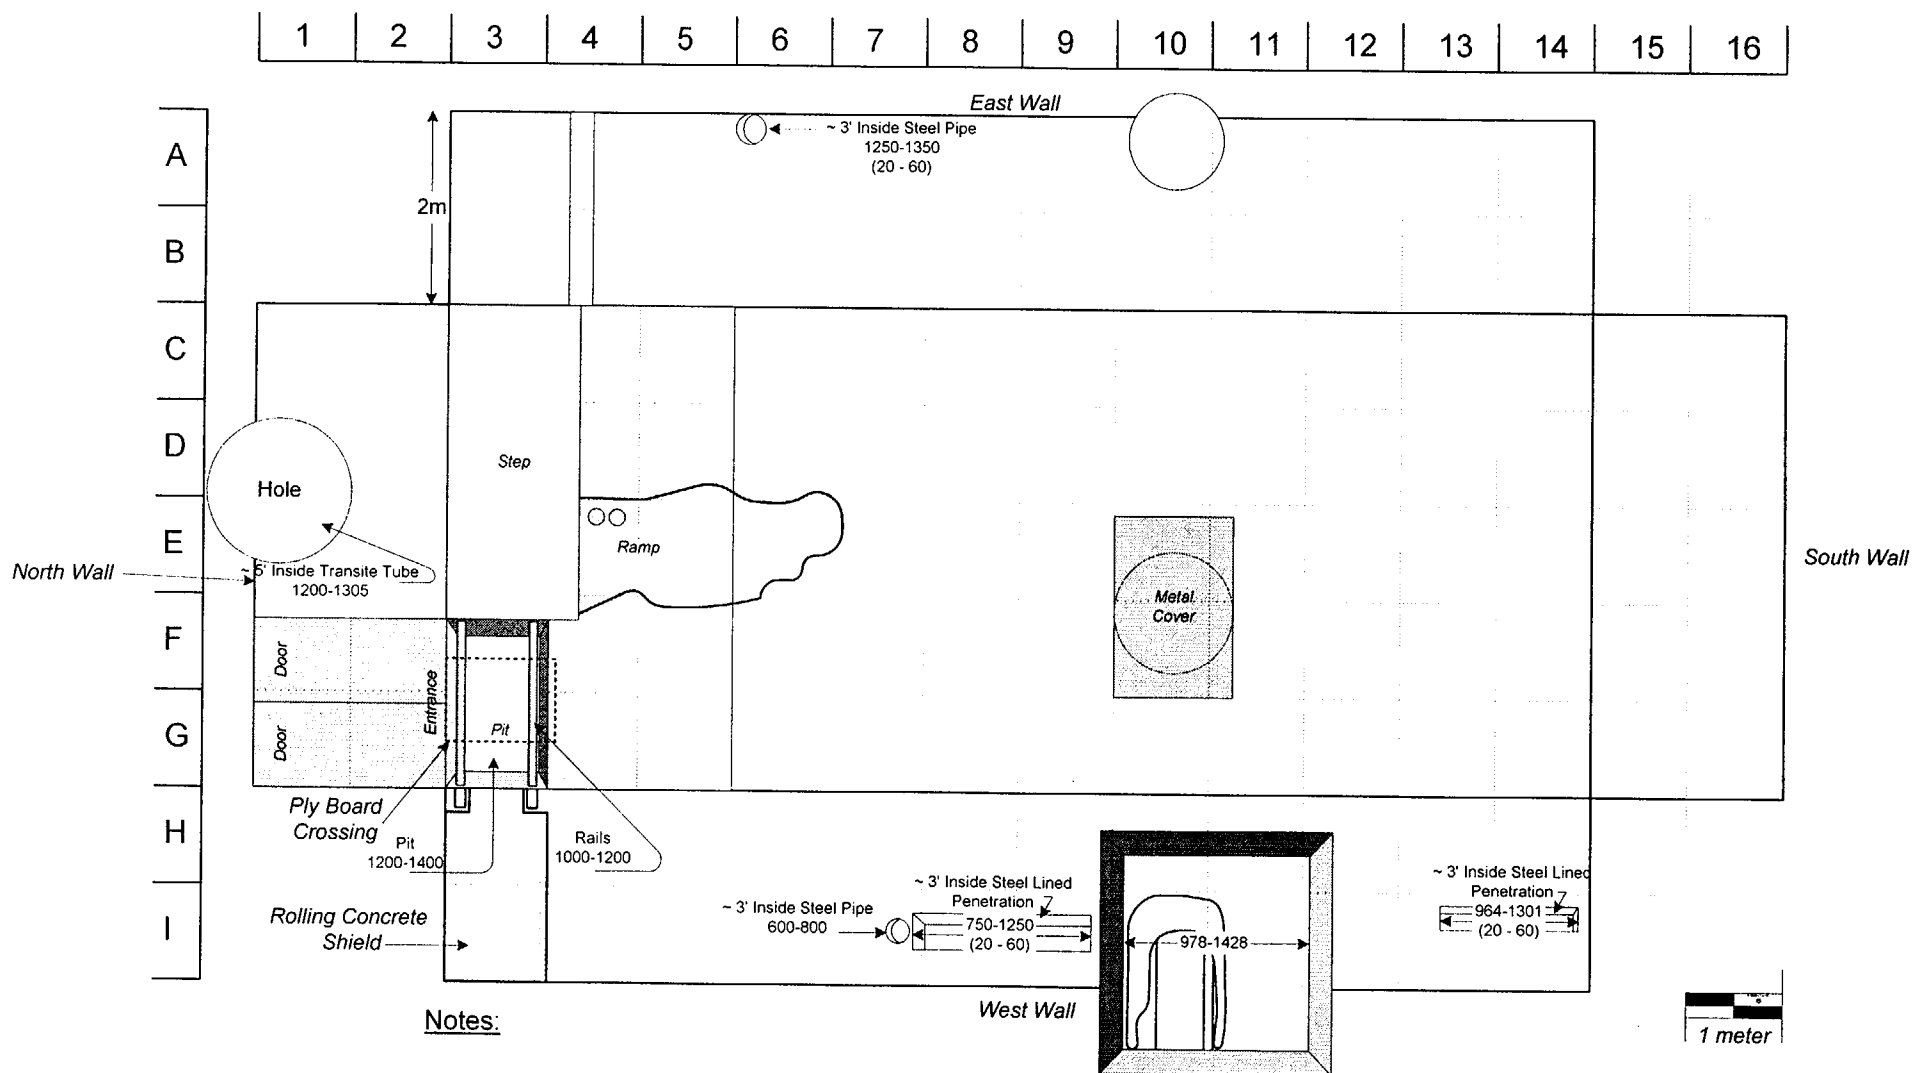 1 2 3 4 5 6 7 8 9 10 11 12 13 14 15 16
East Wall
A
~ 3' Inside Steel Pipe
1250-1350
(20 - 60)
2m
B
C
D
Step
Hole
E
Ramp
North Wall
South Wall
~ 5' Inside Transite Tube
1200-1305
Metal
Cover
F
Door
Entrance
G
Door
Pit
Ply Board
Crossing
H
Pit
1200-1400
Rails
1000-1200
~ 3' Inside Steel Lined
Penetration
750-1250
(20 - 60)
~ 3' Inside Steel Lined
Penetration
964-1301
(20 - 60)
~ 3' Inside Steel Pipe
600-800
I
Rolling Concrete
Shield
978-1428
West Wall
Notes:
1 meter